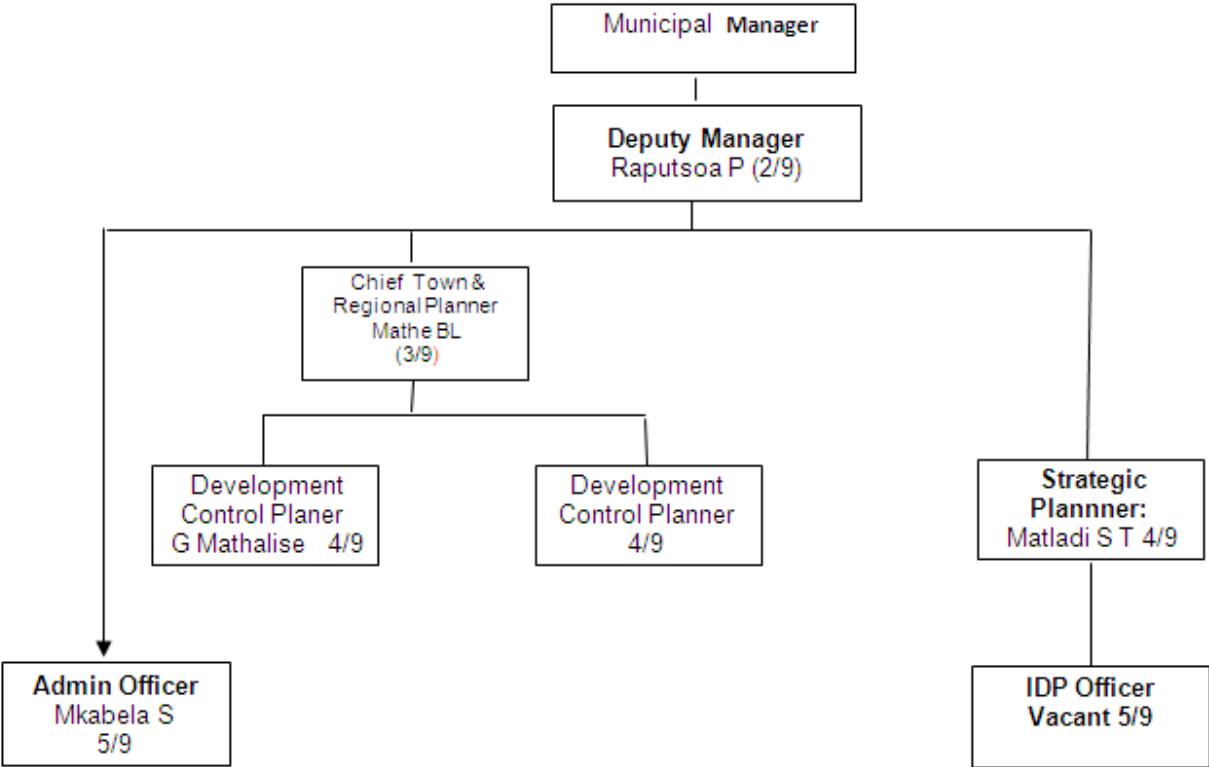 Municipal Manager
Deputy Manager
Raputsoa P (2/9)
Chief Town &
Regional Planner
Mathe BL
(3/9)
Development
Control Planer
G Mathalise 4/9
Development
Control Planner
4/9
Strategic
Plannner:
Matladi S T 4/9
Admin Officer
Mkabela S
5/9
IDP Officer
Vacant 5/9